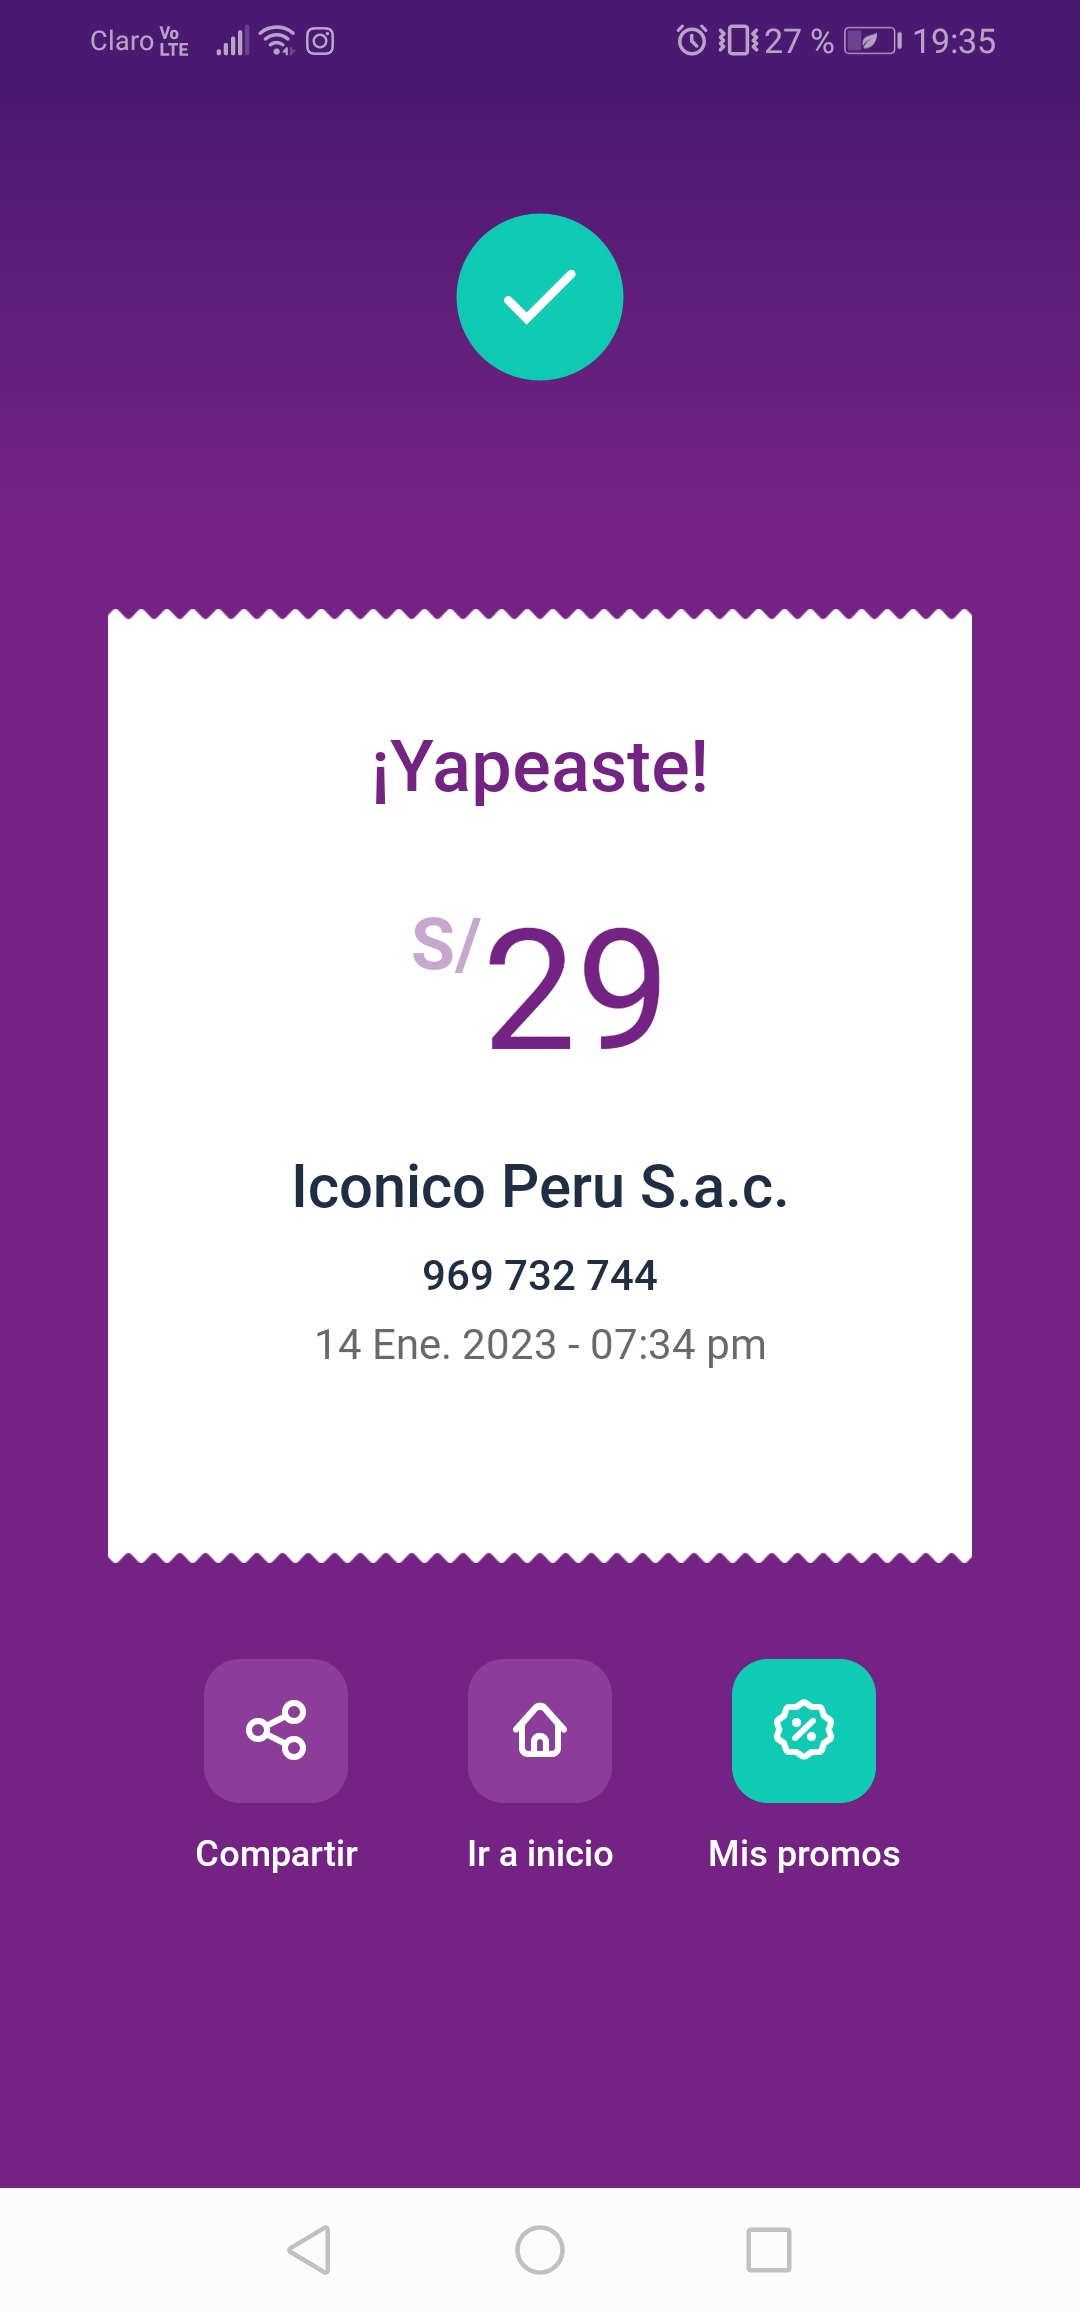 Claro Vo LTE 27 % 19:35
¡Yapeaste!
S/29
Iconico Peru S.a.c.
969 732 744
14 Ene. 2023 - 07:34 pm
Compartir Ir a inicio Mis promos